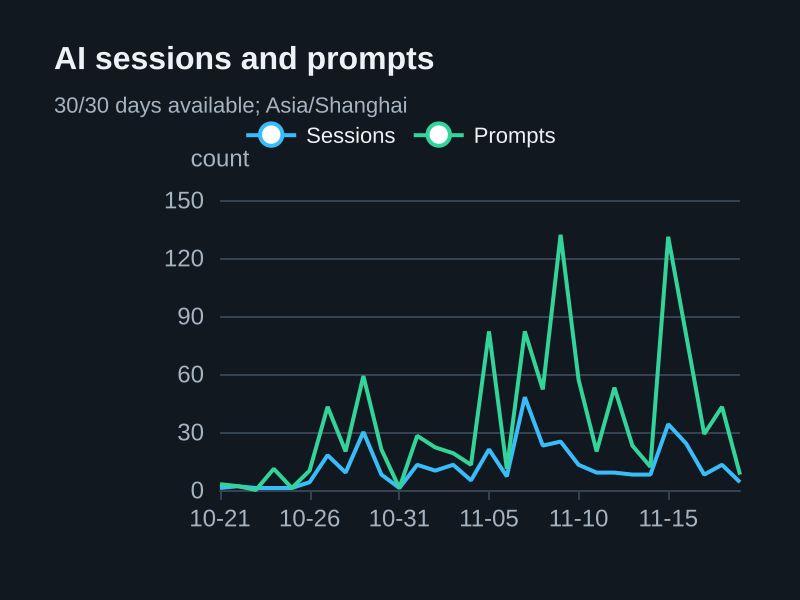 AI sessions and prompts
30/30 days available; Asia/Shanghai
Sessions Prompts
count
150
120
90
60
30
0
10-21 10-26 10-31 11-05 11-10 11-15